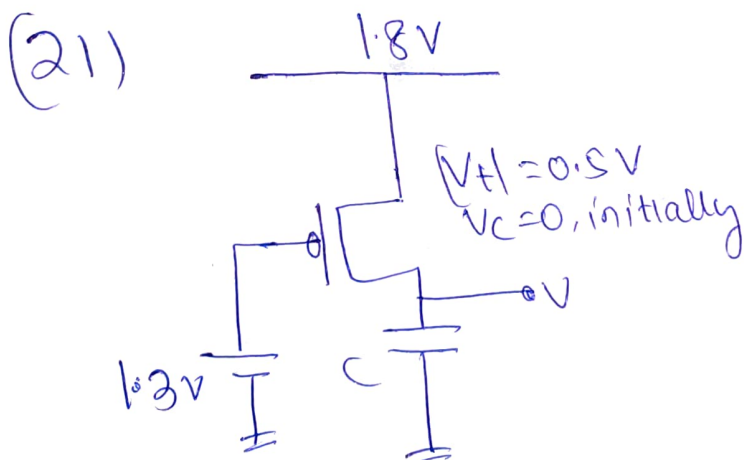 (21)
1.8V
|Vt| = 0.5V
VC=0, initially
V
1.3V
C